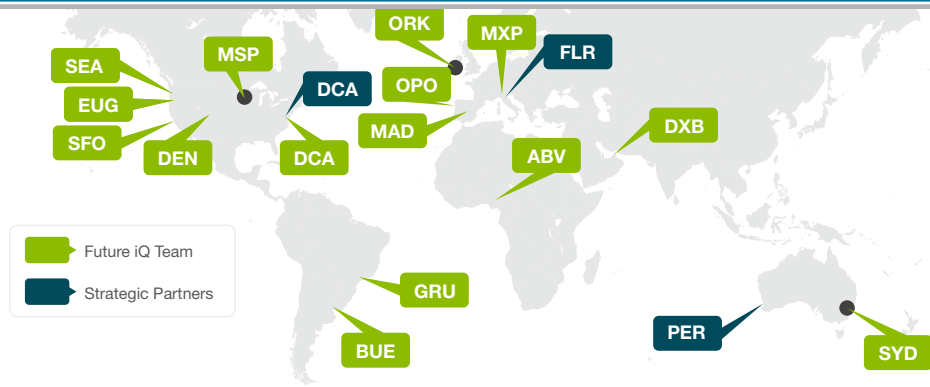 ORK
MXP
FLR
MSP
SEA
DCA
OPO
EUG
MAD
DXB
SFO
DEN
DCA
ABV
Future iQ Team
Strategic Partners
GRU
PER
BUE
SYD